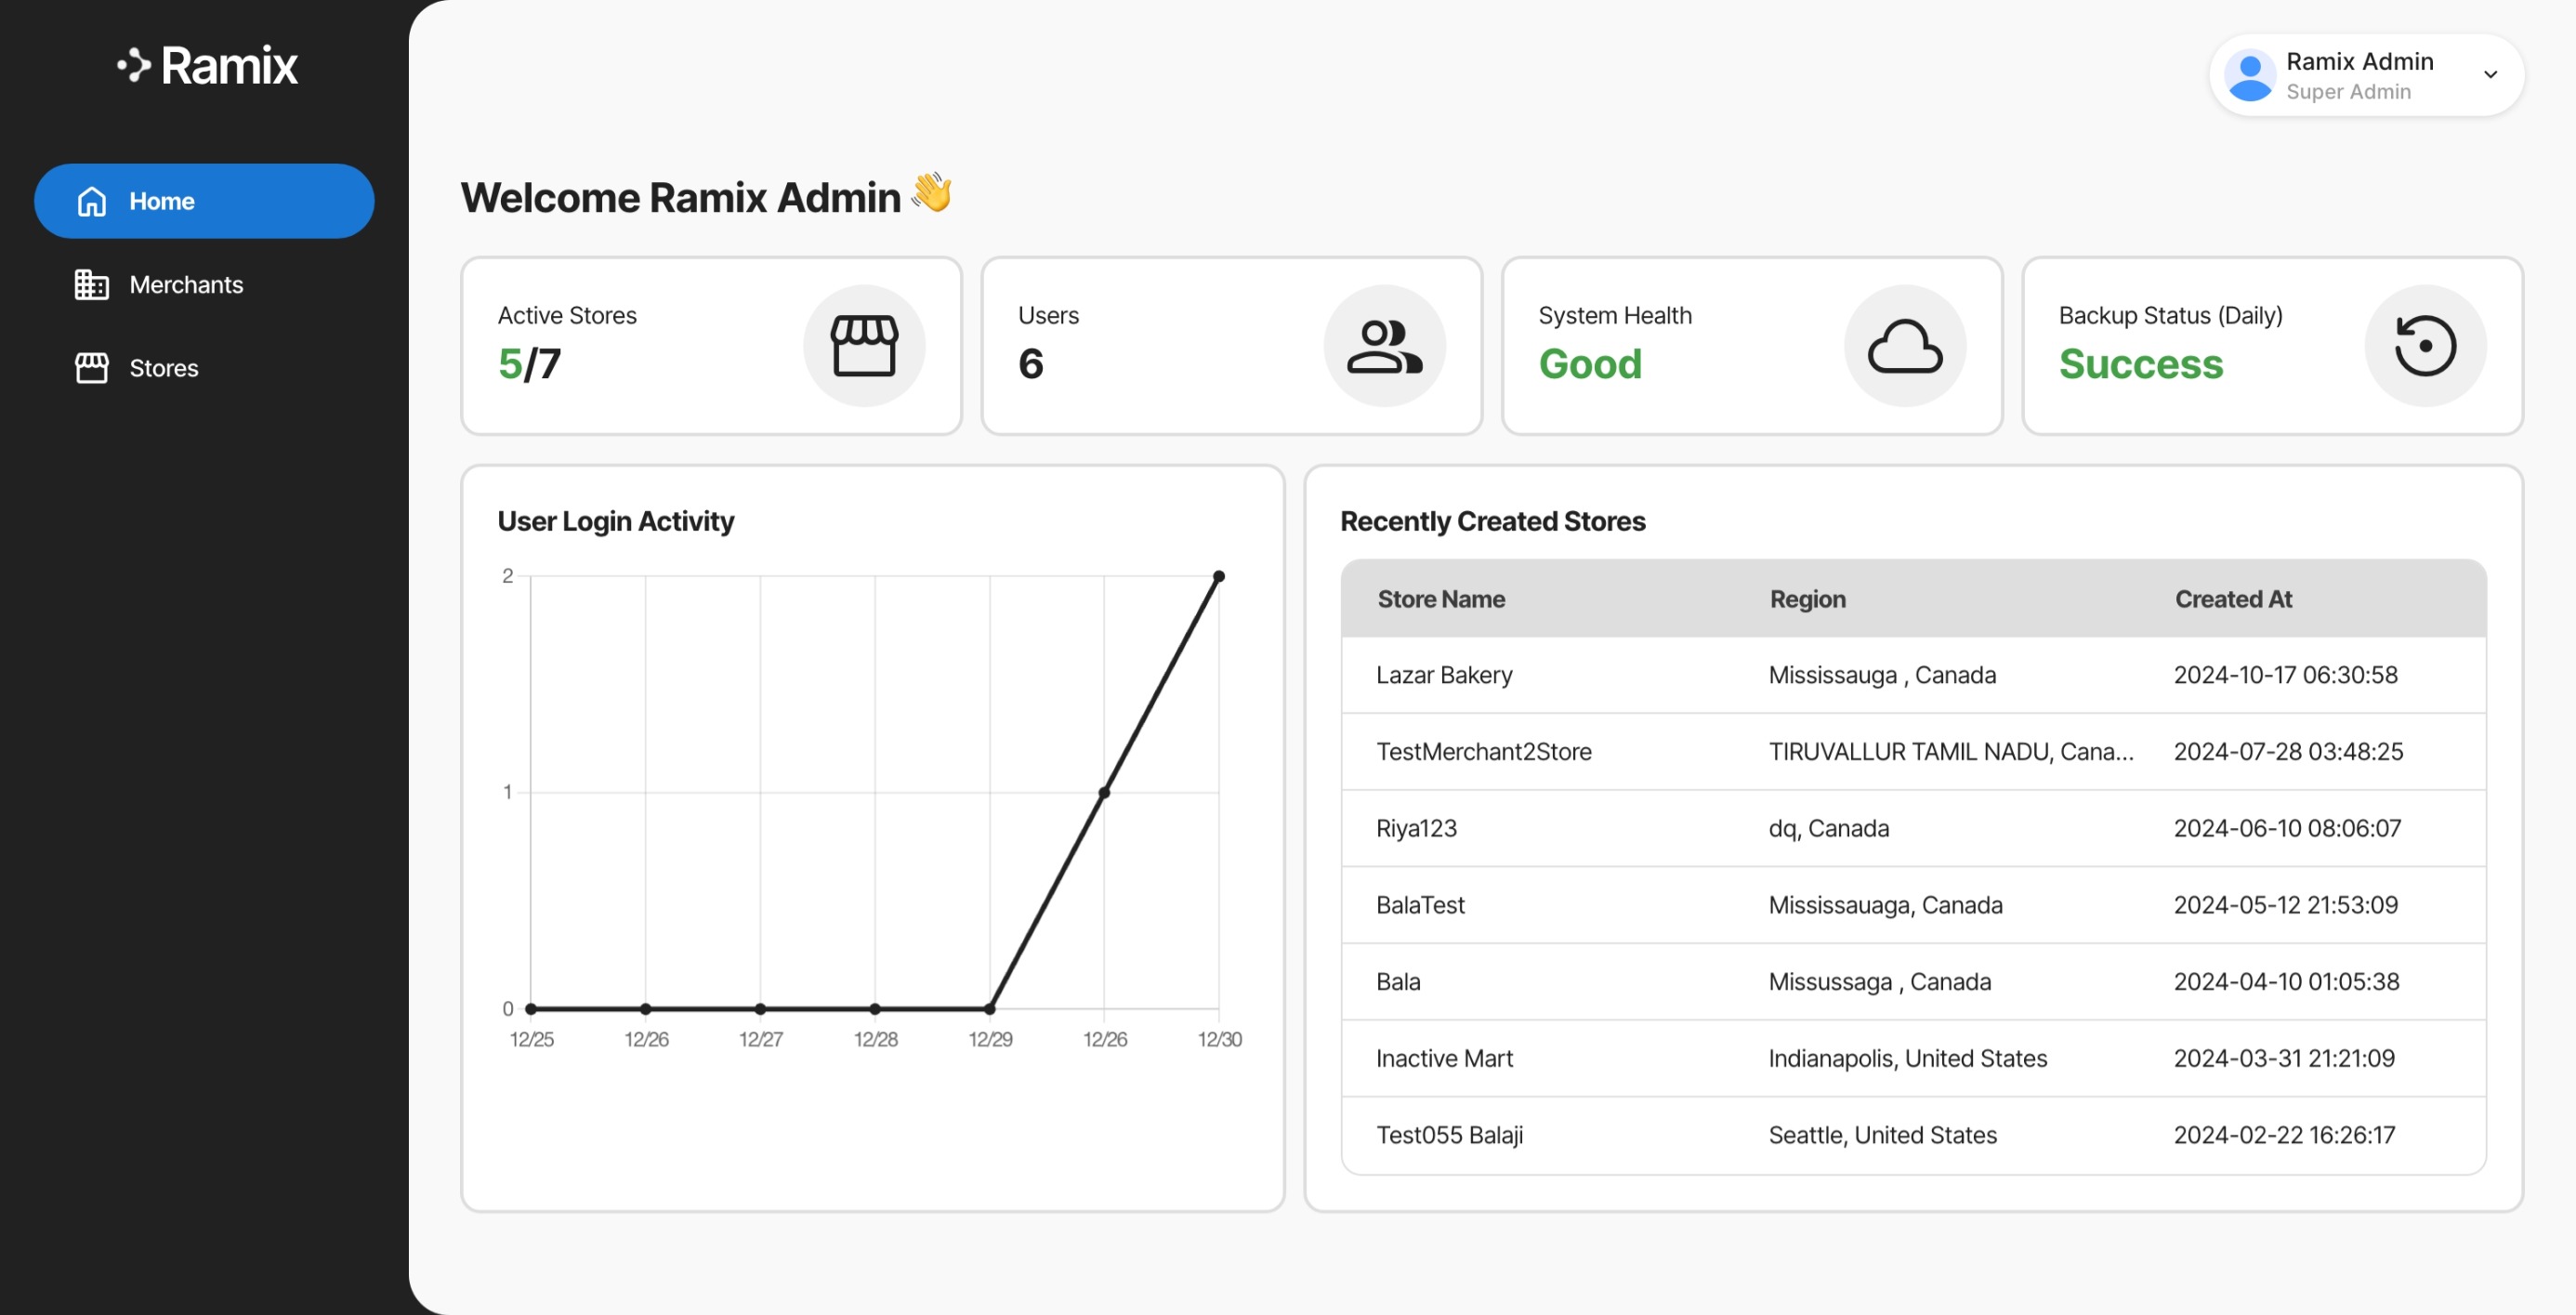 Ramix
Ramix Admin
Super Admin
Home
Merchants
Stores
Welcome Ramix Admin 👋
Active Stores
5/7
Users
6
System Health
Good
Backup Status (Daily)
Success
User Login Activity
2
1
0
12/25 12/26 12/27 12/28 12/29 12/26 12/30
Recently Created Stores
Store Name Region Created At
Lazar Bakery Mississauga , Canada 2024-10-17 06:30:58
TestMerchant2Store TIRUVALLUR TAMIL NADU, Cana... 2024-07-28 03:48:25
Riya123 dq, Canada 2024-06-10 08:06:07
BalaTest Mississauaga, Canada 2024-05-12 21:53:09
Bala Missussaga , Canada 2024-04-10 01:05:38
Inactive Mart Indianapolis, United States 2024-03-31 21:21:09
Test055 Balaji Seattle, United States 2024-02-22 16:26:17